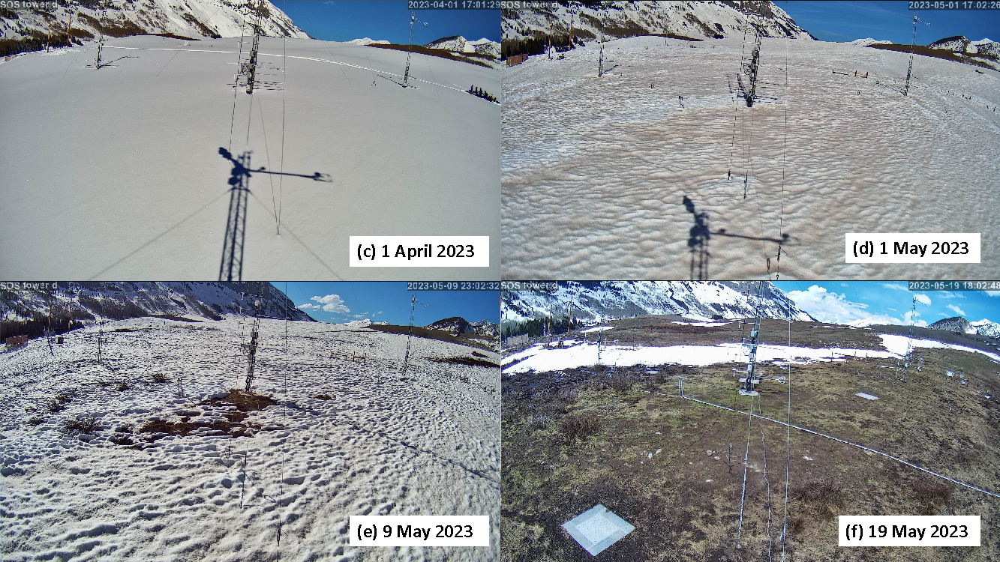 SOS tower d 2023-04-01 17:01:29
SOS tower d 2023-05-01 17:02:26
(c) 1 April 2023
(d) 1 May 2023
SOS tower d 2023-05-09 23:02:32
SOS tower d 2023-05-19 18:02:48
(e) 9 May 2023
(f) 19 May 2023